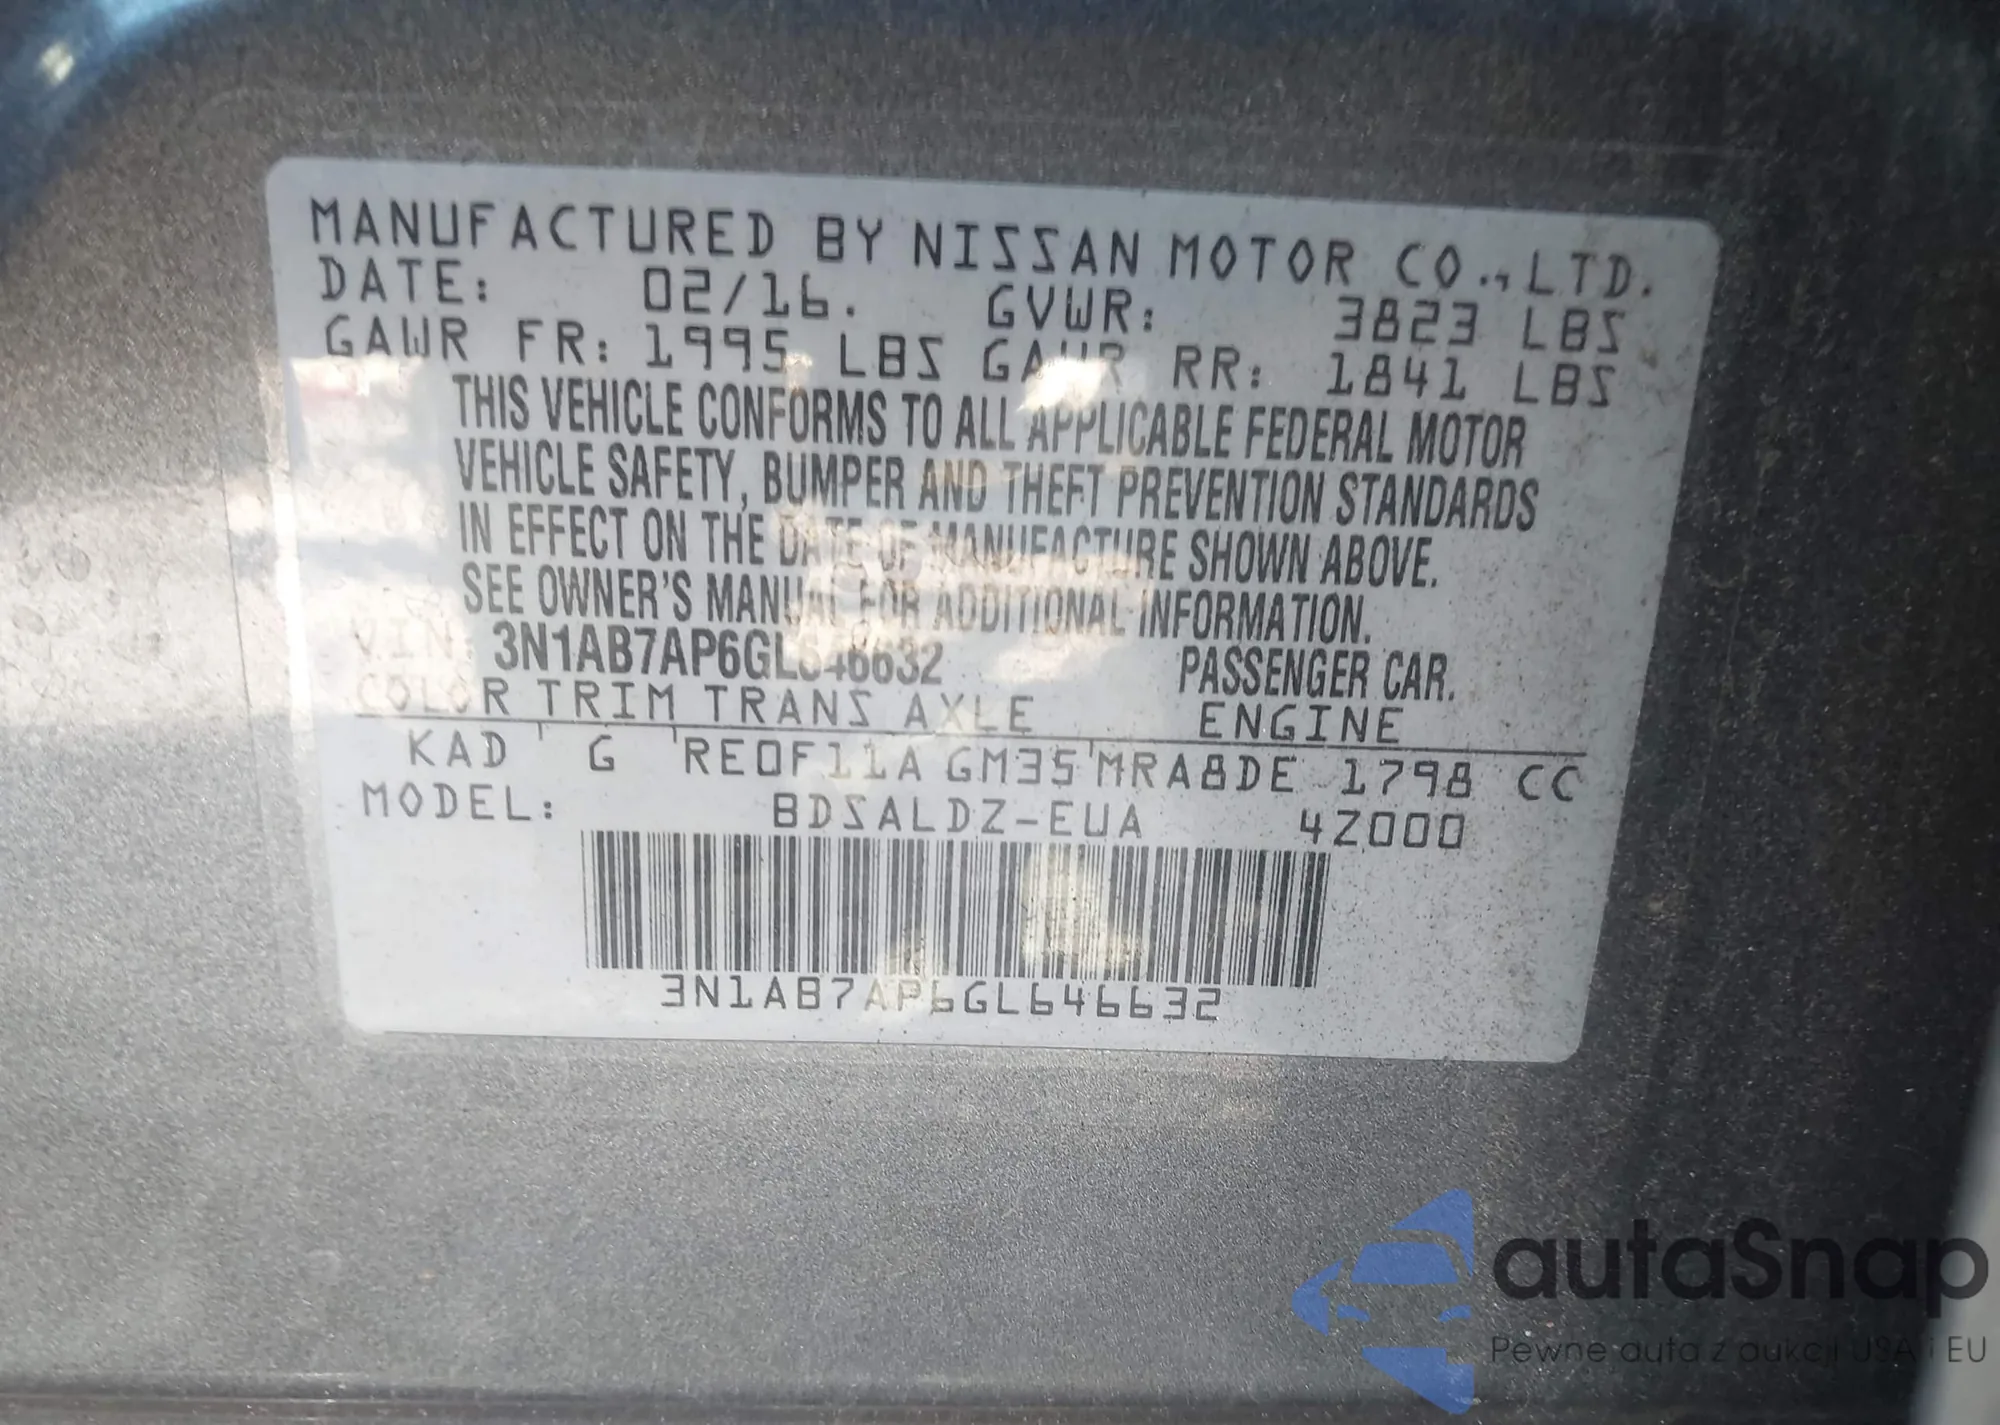 MANUFACTURED BY NISSAN MOTOR CO.,LTD.
DATE: 02/16. GVWR: 3823 LBS
GAWR FR: 1995 LBS GAWR RR: 1841 LBS
THIS VEHICLE CONFORMS TO ALL APPLICABLE FEDERAL MOTOR
VEHICLE SAFETY, BUMPER AND THEFT PREVENTION STANDARDS
IN EFFECT ON THE DATE OF MANUFACTURE SHOWN ABOVE.
SEE OWNER'S MANUAL FOR ADDITIONAL INFORMATION.
VIN: 3N1AB7AP6GL646632 PASSENGER CAR.
COLOR TRIM TRANS AXLE ENGINE
KAD G RE0F11A GM35 MRA8DE 1798 CC
MODEL: BDSALDZ-EUA 4Z000
3N1AB7AP6GL646632
autaSnap
Pewne auta z aukcji USA i EU